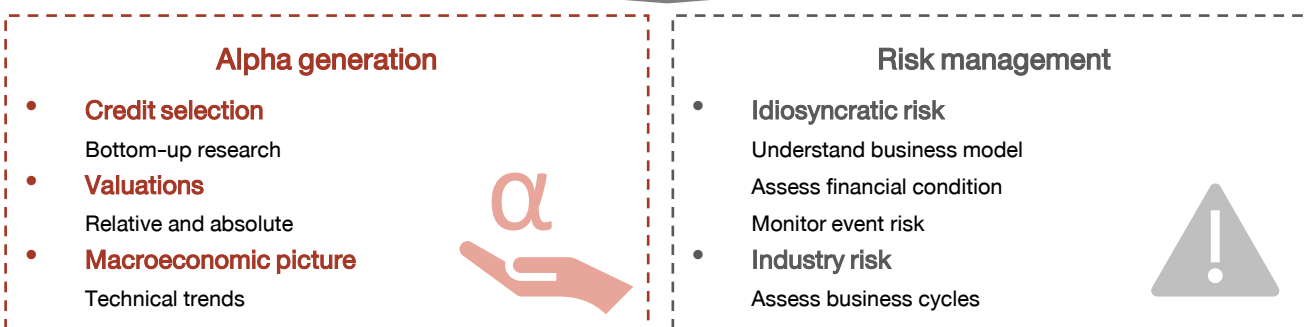 Alpha generation
• Credit selection
Bottom-up research
• Valuations
Relative and absolute
• Macroeconomic picture
Technical trends
α
Risk management
• Idiosyncratic risk
Understand business model
Assess financial condition
Monitor event risk
• Industry risk
Assess business cycles